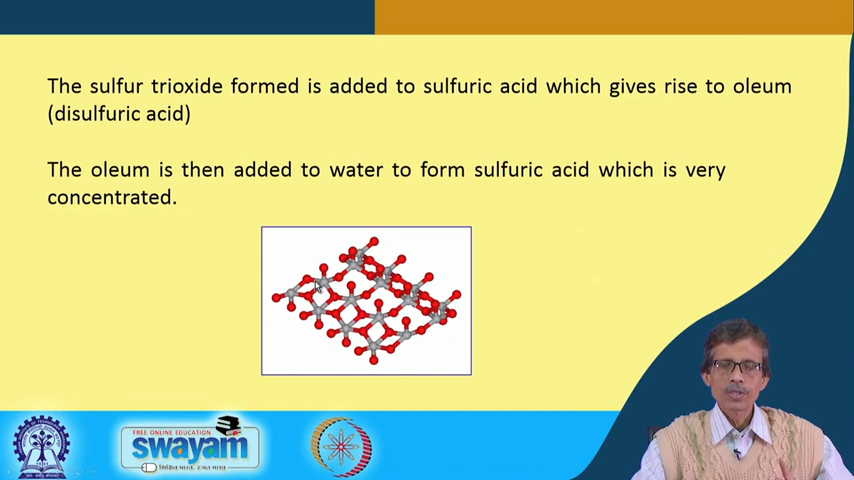 The sulfur trioxide formed is added to sulfuric acid which gives rise to oleum
(disulfuric acid)
The oleum is then added to water to form sulfuric acid which is very
concentrated.
FREE ONLINE EDUCATION
swayam